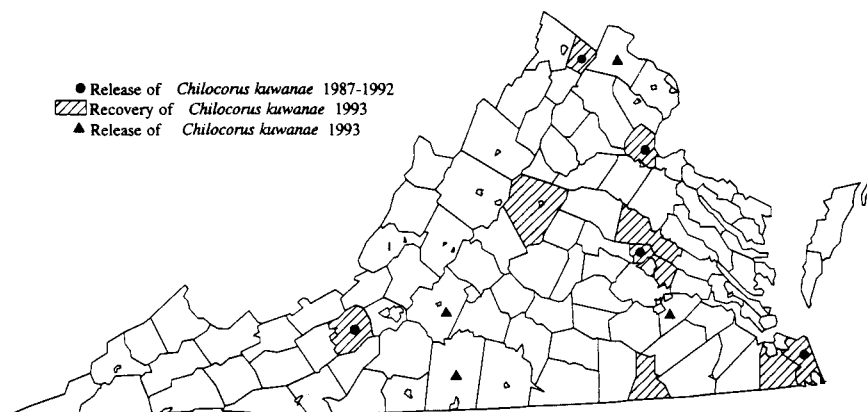 Release of Chilocorus kuwanae 1987-1992
Recovery of Chilocorus kuwanae 1993
Release of Chilocorus kuwanae 1993